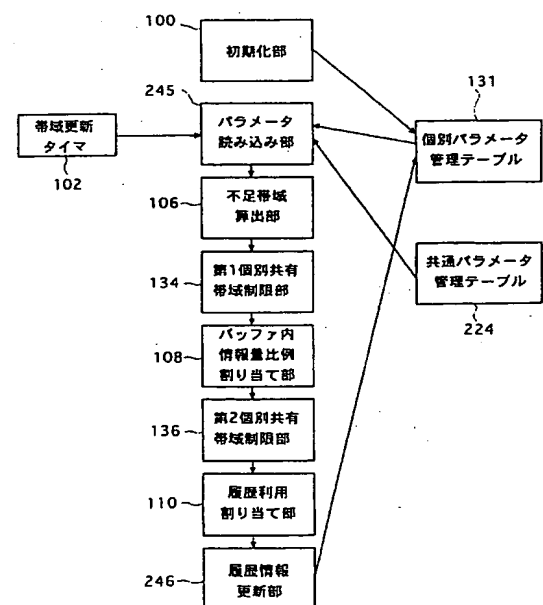 100
初期化部
245
パラメータ
読み込み部
131
個別パラメータ
管理テーブル
帯域更新
タイマ
102
106
不足帯域
算出部
共通パラメータ
管理テーブル
224
134
第1個別共有
帯域制限部
108
バッファ内
情報量比例
割り当て部
136
第2個別共有
帯域制限部
110
履歴利用
割り当て部
246
履歴情報
更新部